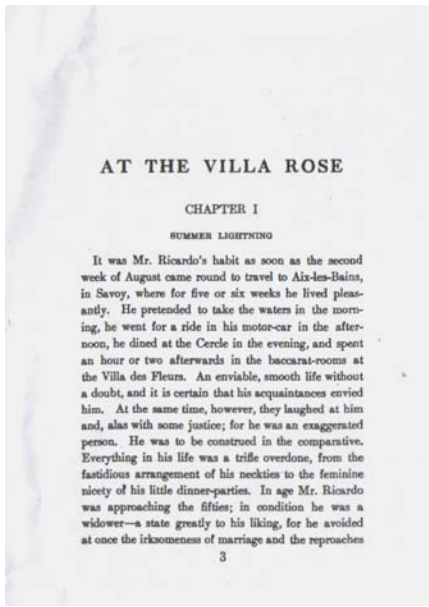 AT THE VILLA ROSE
CHAPTER I
SUMMER LIGHTNING
It was Mr. Ricardo's habit as soon as the second
week of August came round to travel to Aix-les-Bains,
in Savoy, where for five or six weeks he lived pleas-
antly. He pretended to take the waters in the morn-
ing, he went for a ride in his motor-car in the after-
noon, he dined at the Cercle in the evening, and spent
an hour or two afterwards in the baccarat-rooms at
the Villa des Fleurs. An enviable, smooth life without
a doubt, and it is certain that his acquaintances envied
him. At the same time, however, they laughed at him
and, alas with some justice; for he was an exaggerated
person. He was to be construed in the comparative.
Everything in his life was a trifle overdone, from the
fastidious arrangement of his neckties to the feminine
nicety of his little dinner-parties. In age Mr. Ricardo
was approaching the fifties; in condition he was a
widower—a state greatly to his liking, for he avoided
at once the irksomeness of marriage and the reproaches
3